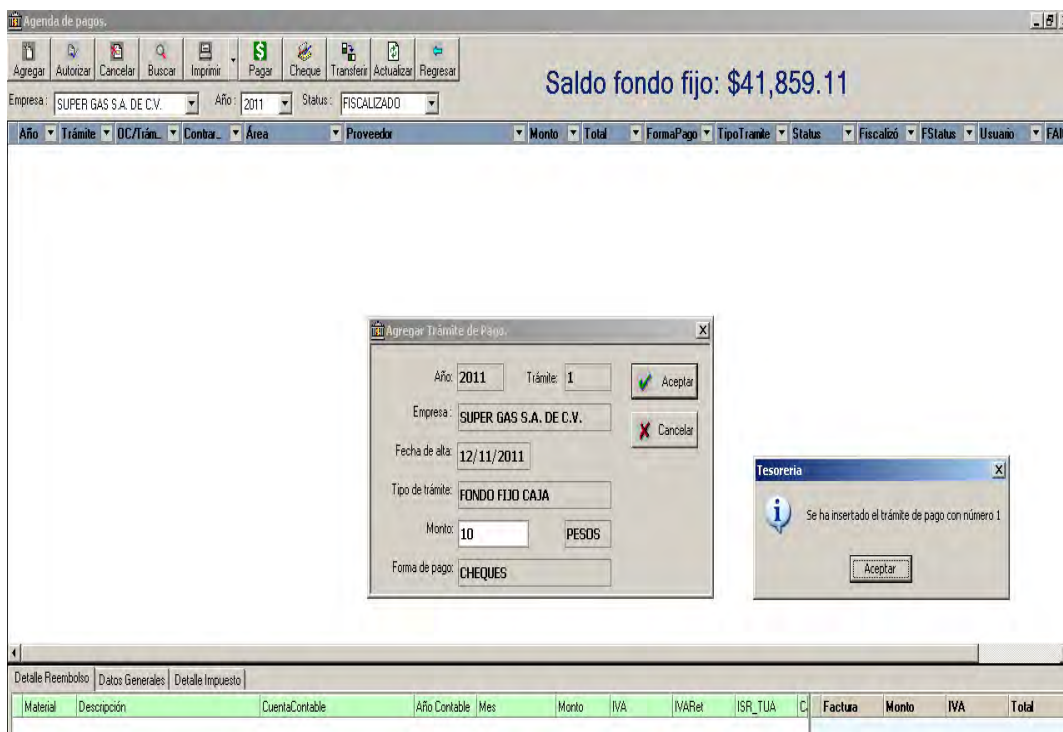 Agenda de pagos.
Agregar Autorizar Cancelar Buscar Imprimir Pagar Cheque Transferir Actualizar Regresar
Saldo fondo fijo: $41,859.11
Empresa : SUPER GAS S.A. DE C.V. Año : 2011 Status : FISCALIZADO
Año Trámite OC/Trám... Contrar... Área Proveedor Monto Total FormaPago TipoTramite Status Fiscalizó FStatus Usuario
Agregar Trámite de Pago.
Año: 2011 Trámite: 1 Aceptar
Empresa : SUPER GAS S.A. DE C.V. Cancelar
Fecha de alta: 12/11/2011
Tipo de trámite: FONDO FIJO CAJA
Monto: 10 PESOS
Forma de pago: CHEQUES
Tesoreria
Se ha insertado el trámite de pago con número 1
Aceptar
Detalle Reembolso Datos Generales Detalle Impuesto
Material Descripción CuentaContable Año Contable Mes Monto IVA IVARet ISR_TUA Factura Monto IVA Total